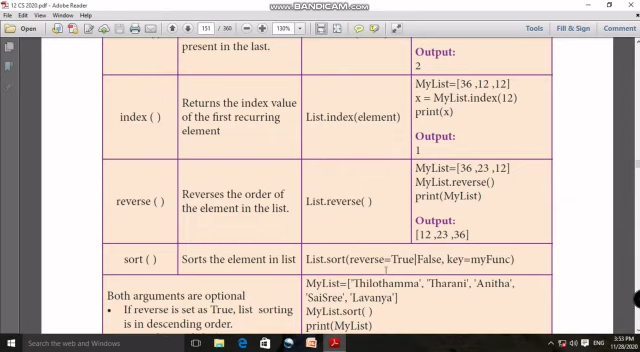 12 CS 2020.pdf - Adobe Reader
www.BANDICAM.com
File Edit View Window Help
Open 151 / 360 130% Tools Fill & Sign Comment
present in the last.
Output:
2
index ( )
Returns the index value
of the first recurring
element
List.index(element)
MyList=[36 ,12 ,12]
x = MyList.index(12)
print(x)
Output:
1
reverse ( )
Reverses the order of
the element in the list.
List.reverse( )
MyList=[36 ,23 ,12]
MyList.reverse()
print(MyList)
Output:
[12 ,23 ,36]
sort ( )
Sorts the element in list
List.sort(reverse=True|False, key=myFunc)
Both arguments are optional
• If reverse is set as True, list sorting
is in descending order.
MyList=['Thilothamma', 'Tharani', 'Anitha',
'SaiSree', 'Lavanya']
MyList.sort( )
print(MyList)
Search the web and Windows
ENG
3:53 PM
11/28/2020